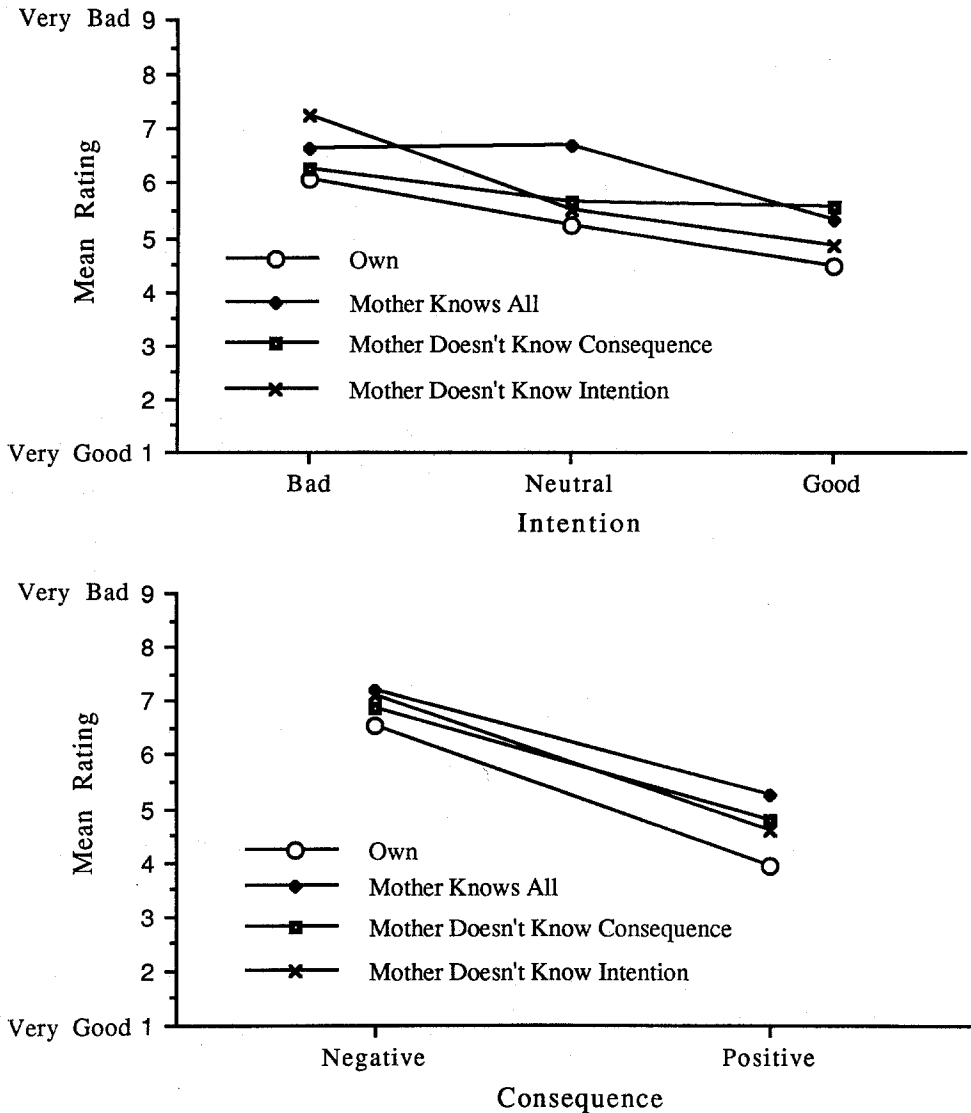 Very Bad 9
8
7
6
5
4
3
2
Very Good 1
Mean Rating
Own
Mother Knows All
Mother Doesn't Know Consequence
Mother Doesn't Know Intention
Bad Neutral Good
Intention
Very Bad 9
8
7
6
5
4
3
2
Very Good 1
Mean Rating
Own
Mother Knows All
Mother Doesn't Know Consequence
Mother Doesn't Know Intention
Negative Positive
Consequence